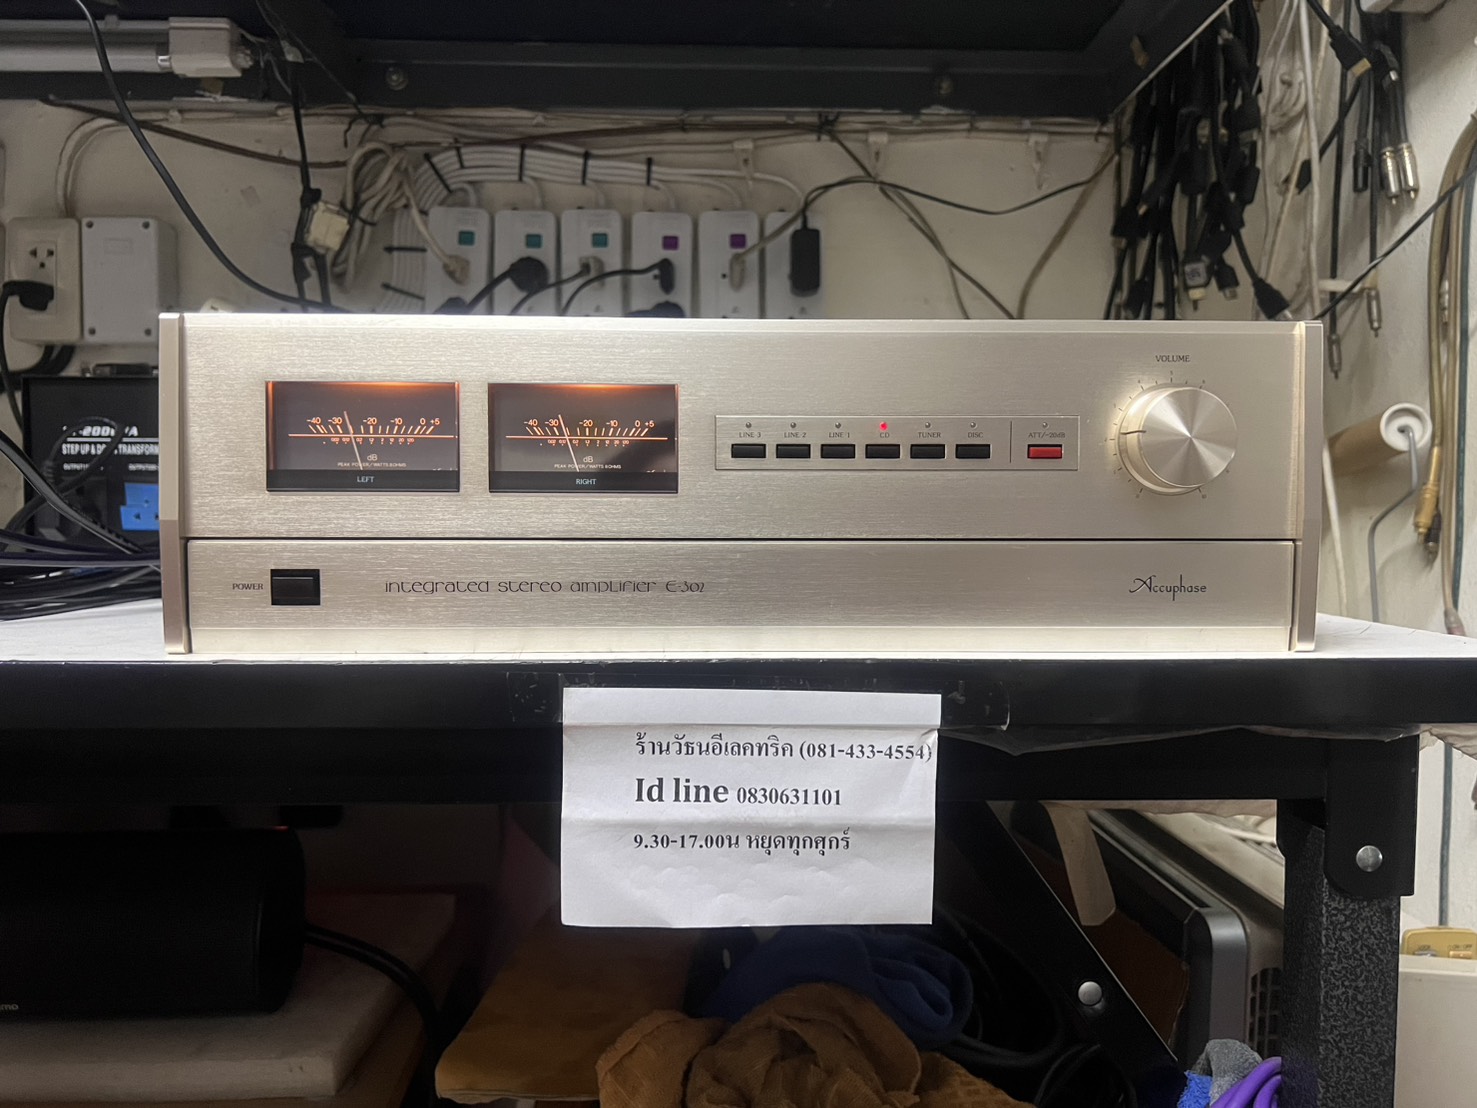 VOLUME
-40 -30 -20 -10 0 +5
dB
PEAK POWER/WATTS 8 OHMS
LEFT
-40 -30 -20 -10 0 +5
dB
PEAK POWER/WATTS 8 OHMS
RIGHT
LINE 3 LINE 2 LINE 1 CD TUNER DISC ATT/-20dB
STEP UP & DOWN TRANSFORM
POWER
integrated stereo amplifier E-302
Accuphase
ร้านวัธนอีเลคทริค (081-433-4554)
Id line 0830631101
9.30-17.00น หยุดทุกศุกร์